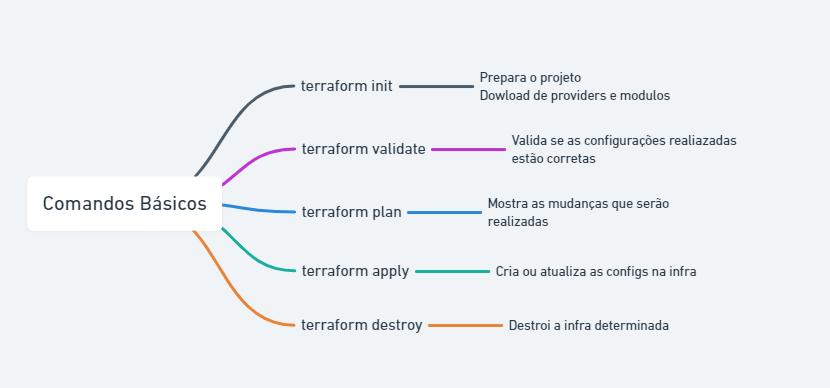 Comandos Básicos
terraform init
Prepara o projeto
Dowload de providers e modulos
terraform validate
Valida se as configurações realiazadas
estão corretas
terraform plan
Mostra as mudanças que serão
realizadas
terraform apply
Cria ou atualiza as configs na infra
terraform destroy
Destroi a infra determinada